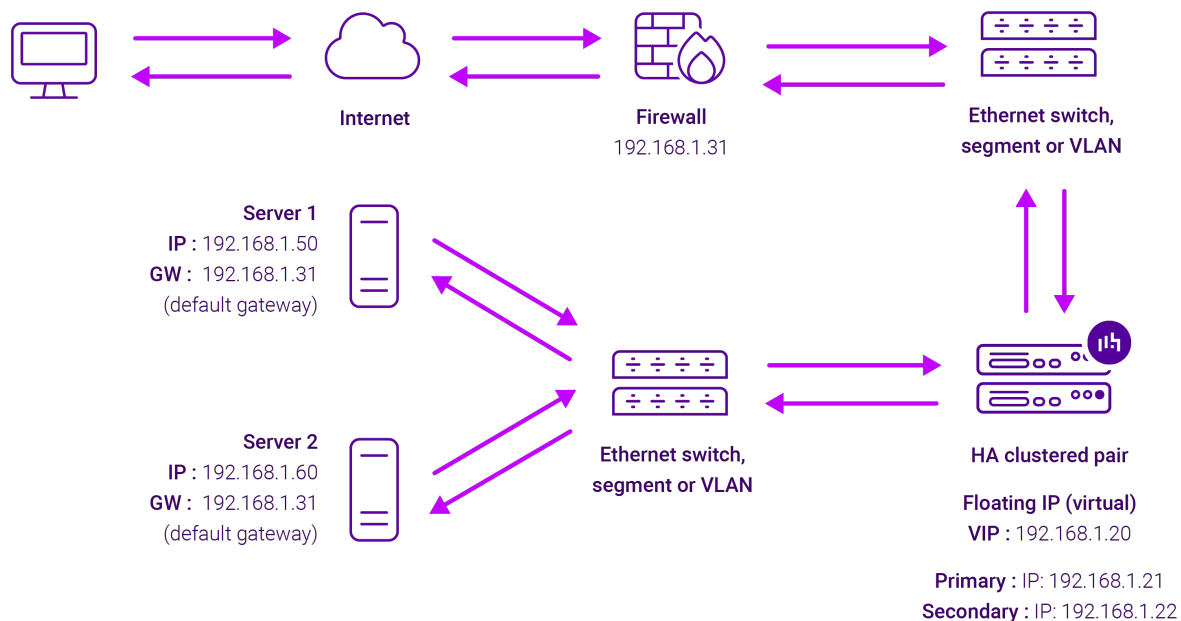 Internet
Firewall
192.168.1.31
Ethernet switch,
segment or VLAN
Server 1
IP : 192.168.1.50
GW : 192.168.1.31
(default gateway)
Server 2
IP : 192.168.1.60
GW : 192.168.1.31
(default gateway)
Ethernet switch,
segment or VLAN
HA clustered pair
Floating IP (virtual)
VIP : 192.168.1.20
Primary : IP: 192.168.1.21
Secondary : IP: 192.168.1.22